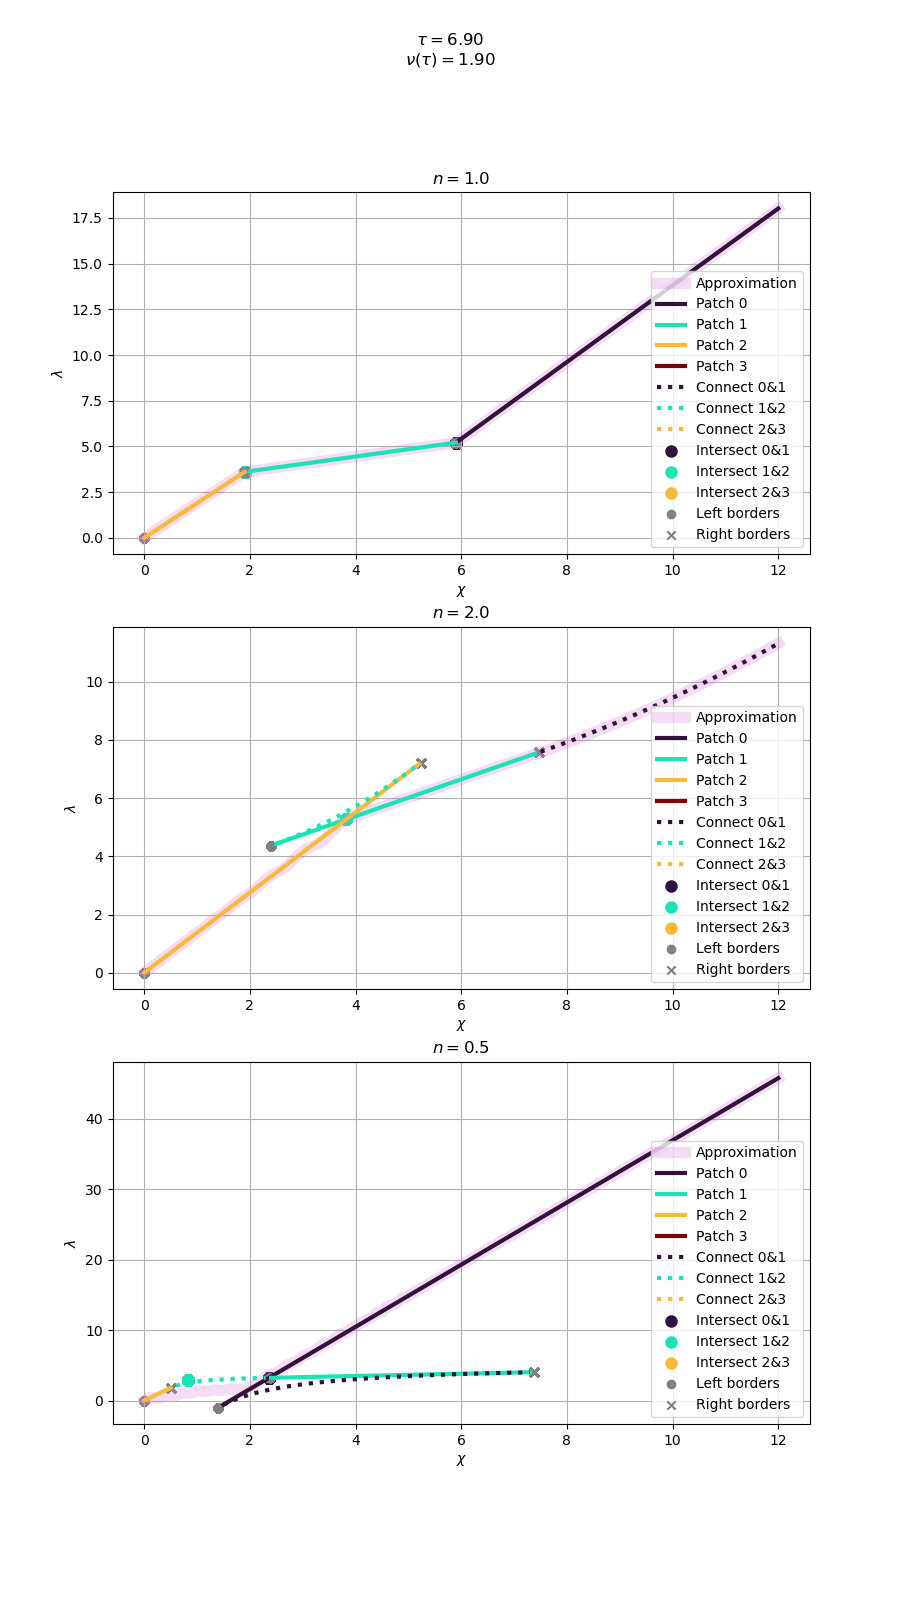 τ = 6.90
ν(τ) = 1.90
n = 1.0
17.5
15.0
12.5
10.0
7.5
5.0
2.5
0.0
λ
0 2 4 6 8 10 12
χ
Approximation
Patch 0
Patch 1
Patch 2
Patch 3
Connect 0&1
Connect 1&2
Connect 2&3
Intersect 0&1
Intersect 1&2
Intersect 2&3
Left borders
Right borders
n = 2.0
10
8
6
4
2
0
λ
0 2 4 6 8 10 12
χ
Approximation
Patch 0
Patch 1
Patch 2
Patch 3
Connect 0&1
Connect 1&2
Connect 2&3
Intersect 0&1
Intersect 1&2
Intersect 2&3
Left borders
Right borders
n = 0.5
40
30
20
10
0
λ
0 2 4 6 8 10 12
χ
Approximation
Patch 0
Patch 1
Patch 2
Patch 3
Connect 0&1
Connect 1&2
Connect 2&3
Intersect 0&1
Intersect 1&2
Intersect 2&3
Left borders
Right borders